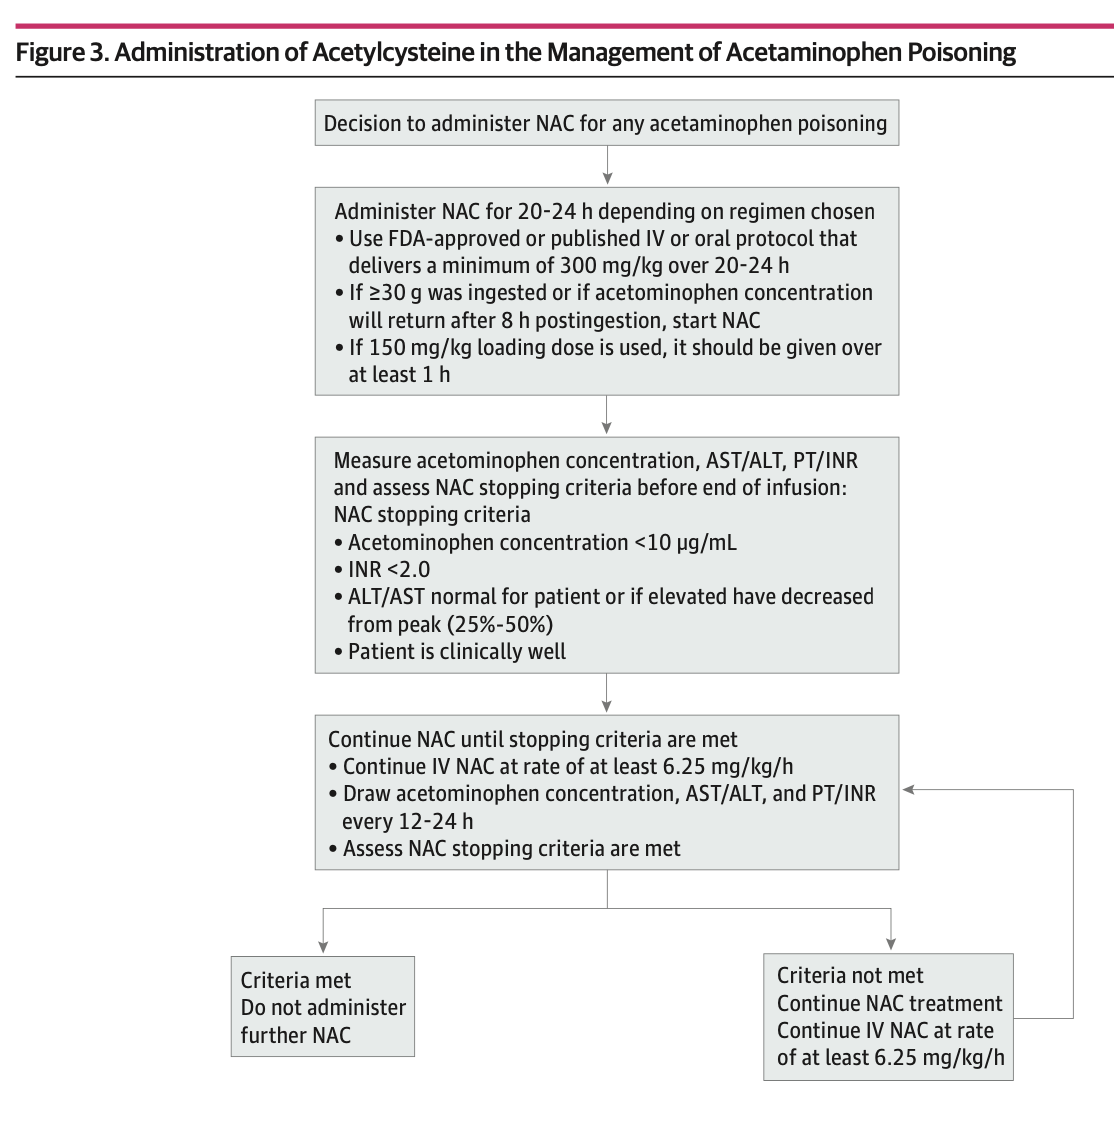 Figure 3. Administration of Acetylcysteine in the Management of Acetaminophen Poisoning
Decision to administer NAC for any acetaminophen poisoning
Administer NAC for 20-24 h depending on regimen chosen
• Use FDA-approved or published IV or oral protocol that
delivers a minimum of 300 mg/kg over 20-24 h
• If ≥30 g was ingested or if acetominophen concentration
will return after 8 h postingestion, start NAC
• If 150 mg/kg loading dose is used, it should be given over
at least 1 h
Measure acetominophen concentration, AST/ALT, PT/INR
and assess NAC stopping criteria before end of infusion:
NAC stopping criteria
• Acetominophen concentration <10 µg/mL
• INR <2.0
• ALT/AST normal for patient or if elevated have decreased
from peak (25%-50%)
• Patient is clinically well
Continue NAC until stopping criteria are met
• Continue IV NAC at rate of at least 6.25 mg/kg/h
• Draw acetominophen concentration, AST/ALT, and PT/INR
every 12-24 h
• Assess NAC stopping criteria are met
Criteria met
Do not administer
further NAC
Criteria not met
Continue NAC treatment
Continue IV NAC at rate
of at least 6.25 mg/kg/h